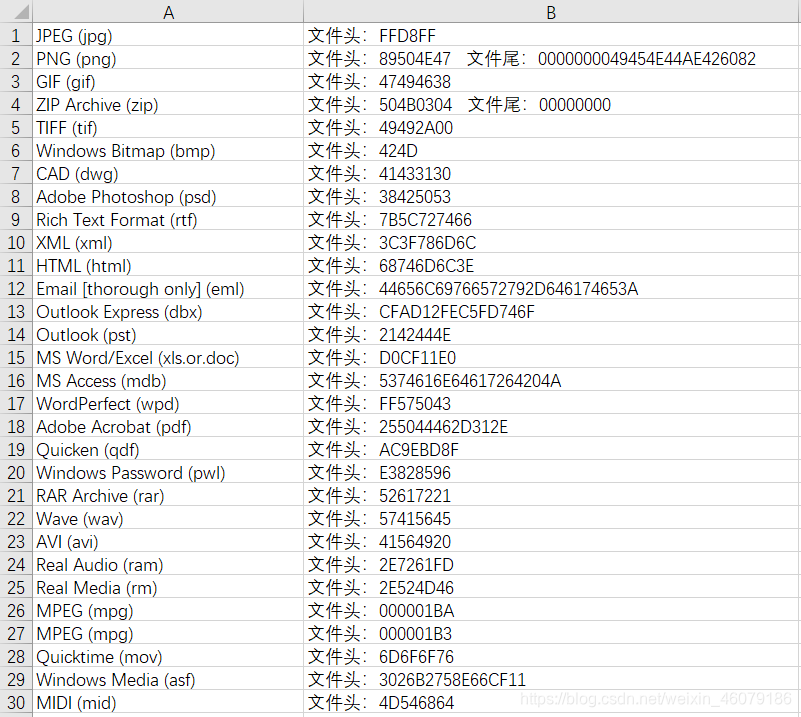 A B
1 JPEG (jpg) 文件头：FFD8FF
2 PNG (png) 文件头：89504E47 文件尾：0000000049454E44AE426082
3 GIF (gif) 文件头：47494638
4 ZIP Archive (zip) 文件头：504B0304 文件尾：00000000
5 TIFF (tif) 文件头：49492A00
6 Windows Bitmap (bmp) 文件头：424D
7 CAD (dwg) 文件头：41433130
8 Adobe Photoshop (psd) 文件头：38425053
9 Rich Text Format (rtf) 文件头：7B5C727466
10 XML (xml) 文件头：3C3F786D6C
11 HTML (html) 文件头：68746D6C3E
12 Email [thorough only] (eml) 文件头：44656C69766572792D646174653A
13 Outlook Express (dbx) 文件头：CFAD12FEC5FD746F
14 Outlook (pst) 文件头：2142444E
15 MS Word/Excel (xls.or.doc) 文件头：D0CF11E0
16 MS Access (mdb) 文件头：5374616E64617264204A
17 WordPerfect (wpd) 文件头：FF575043
18 Adobe Acrobat (pdf) 文件头：255044462D312E
19 Quicken (qdf) 文件头：AC9EBD8F
20 Windows Password (pwl) 文件头：E3828596
21 RAR Archive (rar) 文件头：52617221
22 Wave (wav) 文件头：57415645
23 AVI (avi) 文件头：41564920
24 Real Audio (ram) 文件头：2E7261FD
25 Real Media (rm) 文件头：2E524D46
26 MPEG (mpg) 文件头：000001BA
27 MPEG (mpg) 文件头：000001B3
28 Quicktime (mov) 文件头：6D6F6F76
29 Windows Media (asf) 文件头：3026B2758E66CF11
30 MIDI (mid) 文件头：4D546864
https://blog.csdn.net/weixin_46079186